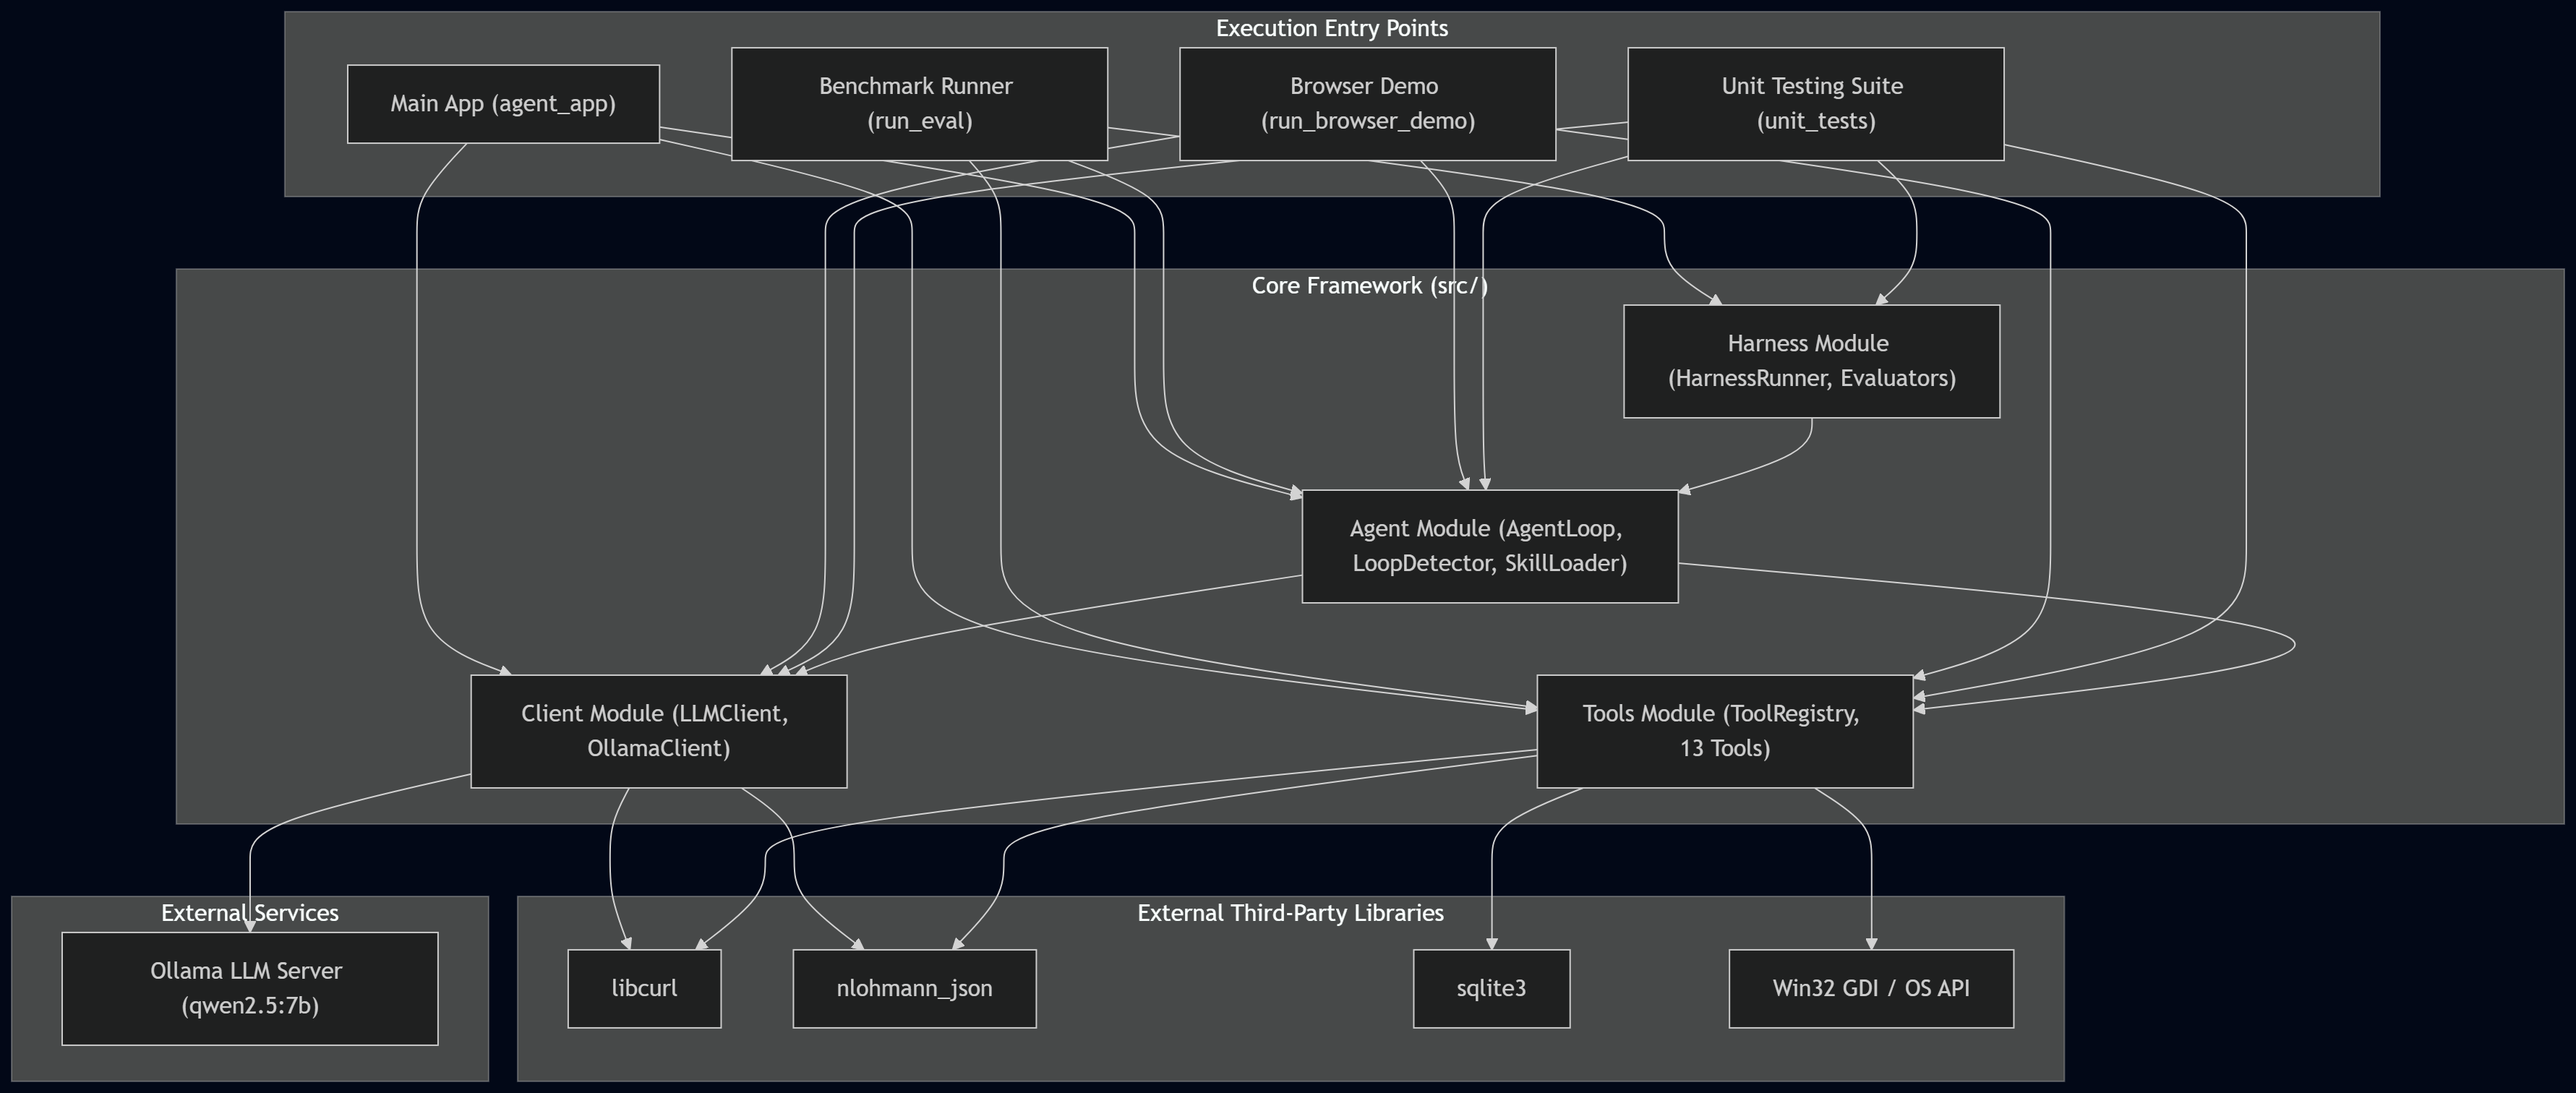 Execution Entry Points
Main App (agent_app)
Benchmark Runner
(run_eval)
Browser Demo
(run_browser_demo)
Unit Testing Suite
(unit_tests)
Core Framework (src/)
Harness Module
(HarnessRunner, Evaluators)
Agent Module (AgentLoop,
LoopDetector, SkillLoader)
Client Module (LLMClient,
OllamaClient)
Tools Module (ToolRegistry,
13 Tools)
External Services
Ollama LLM Server
(qwen2.5:7b)
External Third-Party Libraries
libcurl
nlohmann_json
sqlite3
Win32 GDI / OS API